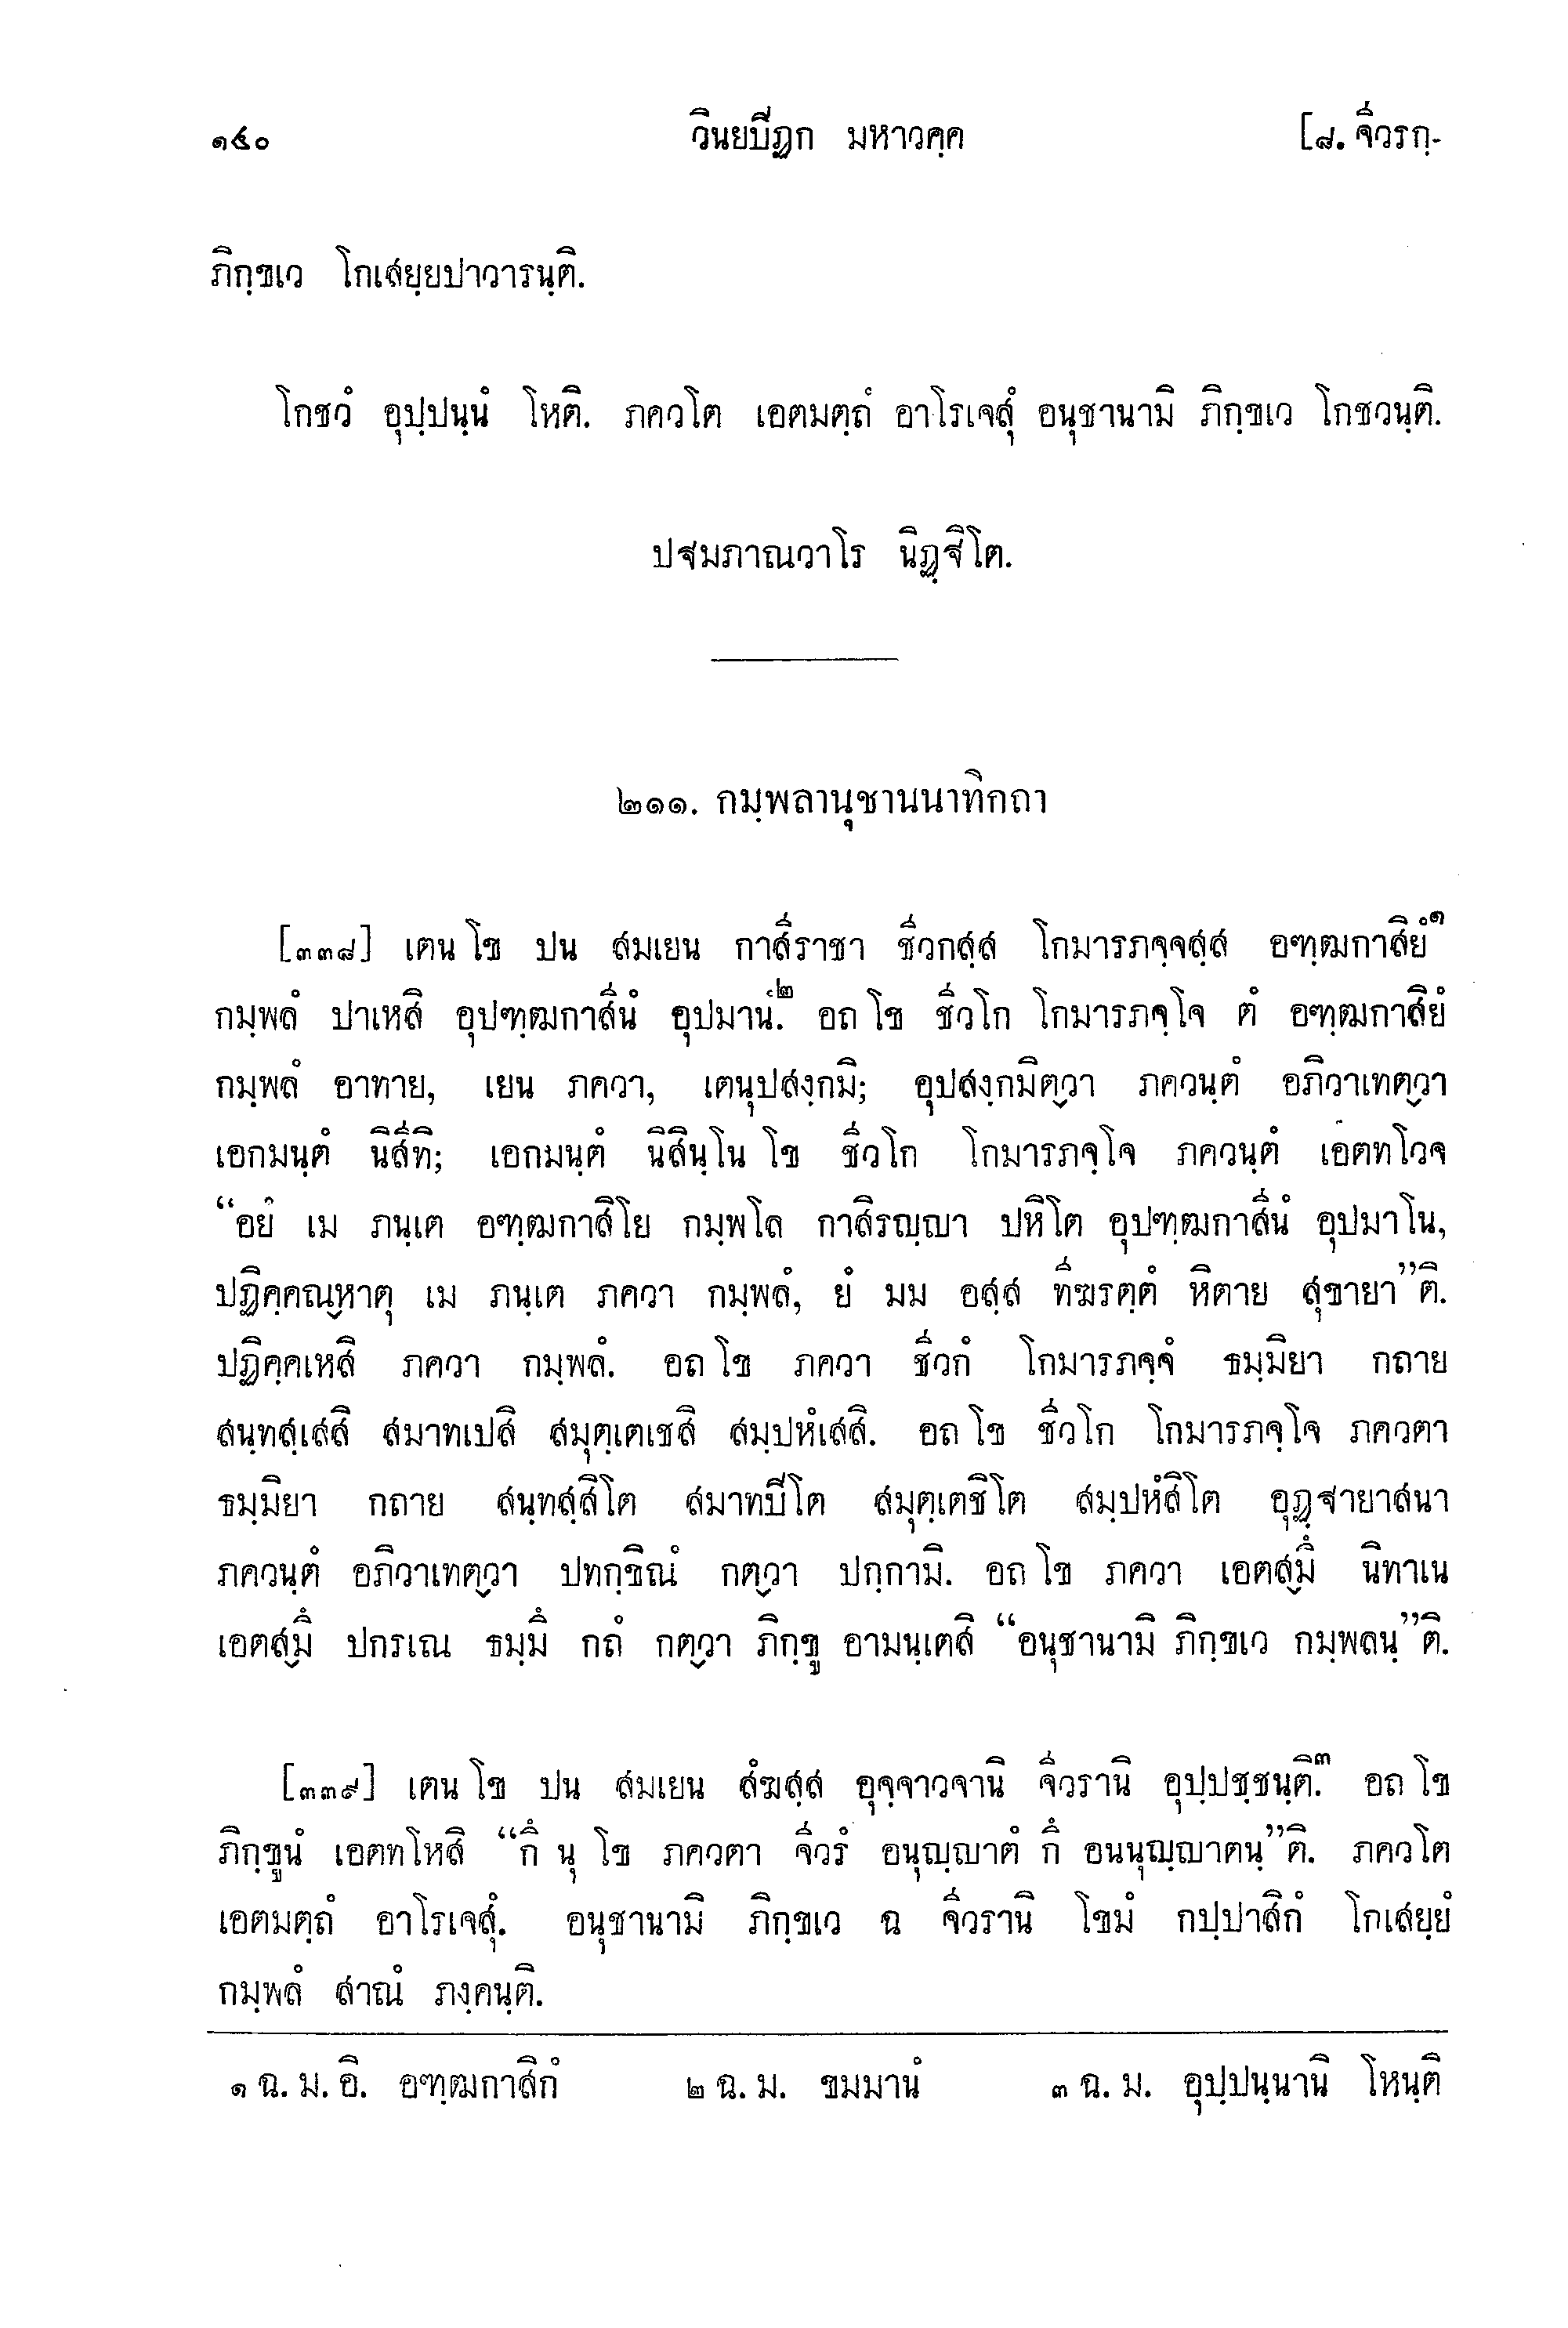 ๑๕๐ วินยปิฏก มหาวคฺค [๘. จีวรกฺ-
ภิกฺขเว โกเสยฺยปาวารนฺติ.
โกชวํ อุปฺปนฺนํ โหติ. ภควโต เอตมตฺถํ อาโรเจสุํ อนุชานามิ ภิกฺขเว โกชวนฺติ.
ปฐมภาณวาโร นิฏฺฐิโต.
๒๑๑. กมฺพลานุชานนาทิกถา
[๓๓๘] เตน โข ปน สมเยน กาสีราชา ชีวกสฺส โกมารภจฺจสฺส อฑฺฒกาสิยํ๑
กมฺพลํ ปาเหสิ อุปฑฺฒกาสีนํ อุปมานํ.๒ อถ โข ชีวโก โกมารภจฺโจ ตํ อฑฺฒกาสิยํ
กมฺพลํ อาทาย, เยน ภควา, เตนุปสงฺกมิ; อุปสงฺกมิตฺวา ภควนฺตํ อภิวาเทตฺวา
เอกมนฺตํ นิสีทิ; เอกมนฺตํ นิสินฺโน โข ชีวโก โกมารภจฺโจ ภควนฺตํ เอตทโวจ
“อยํ เม ภนฺเต อฑฺฒกาสิโย กมฺพโล กาสิรญฺญา ปหิโต อุปฑฺฒกาสีนํ อุปมาโน,
ปฏิคฺคณฺหาตุ เม ภนฺเต ภควา กมฺพลํ, ยํ มม อสฺส ทีฆรตฺตํ หิตาย สุขายา”ติ.
ปฏิคฺคเหสิ ภควา กมฺพลํ. อถ โข ภควา ชีวกํ โกมารภจฺจํ ธมฺมิยา กถาย
สนฺทสฺเสสิ สมาทเปสิ สมุตฺเตเชสิ สมฺปหํเสสิ. อถ โข ชีวโก โกมารภจฺโจ ภควตา
ธมฺมิยา กถาย สนฺทสฺสิโต สมาทปิโต สมุตฺเตชิโต สมฺปหํสิโต อุฏฺฐายาสนา
ภควนฺตํ อภิวาเทตฺวา ปทกฺขิณํ กตฺวา ปกฺกามิ. อถ โข ภควา เอตสฺมึ นิทาเน
เอตสฺมึ ปกรเณ ธมฺมึ กถํ กตฺวา ภิกฺขู อามนฺเตสิ “อนุชานามิ ภิกฺขเว กมฺพลนฺ”ติ.
[๓๓๙] เตน โข ปน สมเยน สํฆสฺส อุจฺจาวจานิ จีวรานิ อุปฺปชฺชนฺติ.๓ อถ โข
ภิกฺขูนํ เอตทโหสิ “กึ นุ โข ภควตา จีวรํ อนุญฺญาตํ กึ อนนุญฺญาตนฺ”ติ. ภควโต
เอตมตฺถํ อาโรเจสุํ. อนุชานามิ ภิกฺขเว ฉ จีวรานิ โขมํ กปฺปาสิกํ โกเสยฺยํ
กมฺพลํ สาณํ ภงฺคนฺติ.
๑ ฉ. ม. อิ. อฑฺฒกาสิกํ ๒ ฉ. ม. ขมมานํ ๓ ฉ. ม. อุปฺปนฺนานิ โหนฺติ